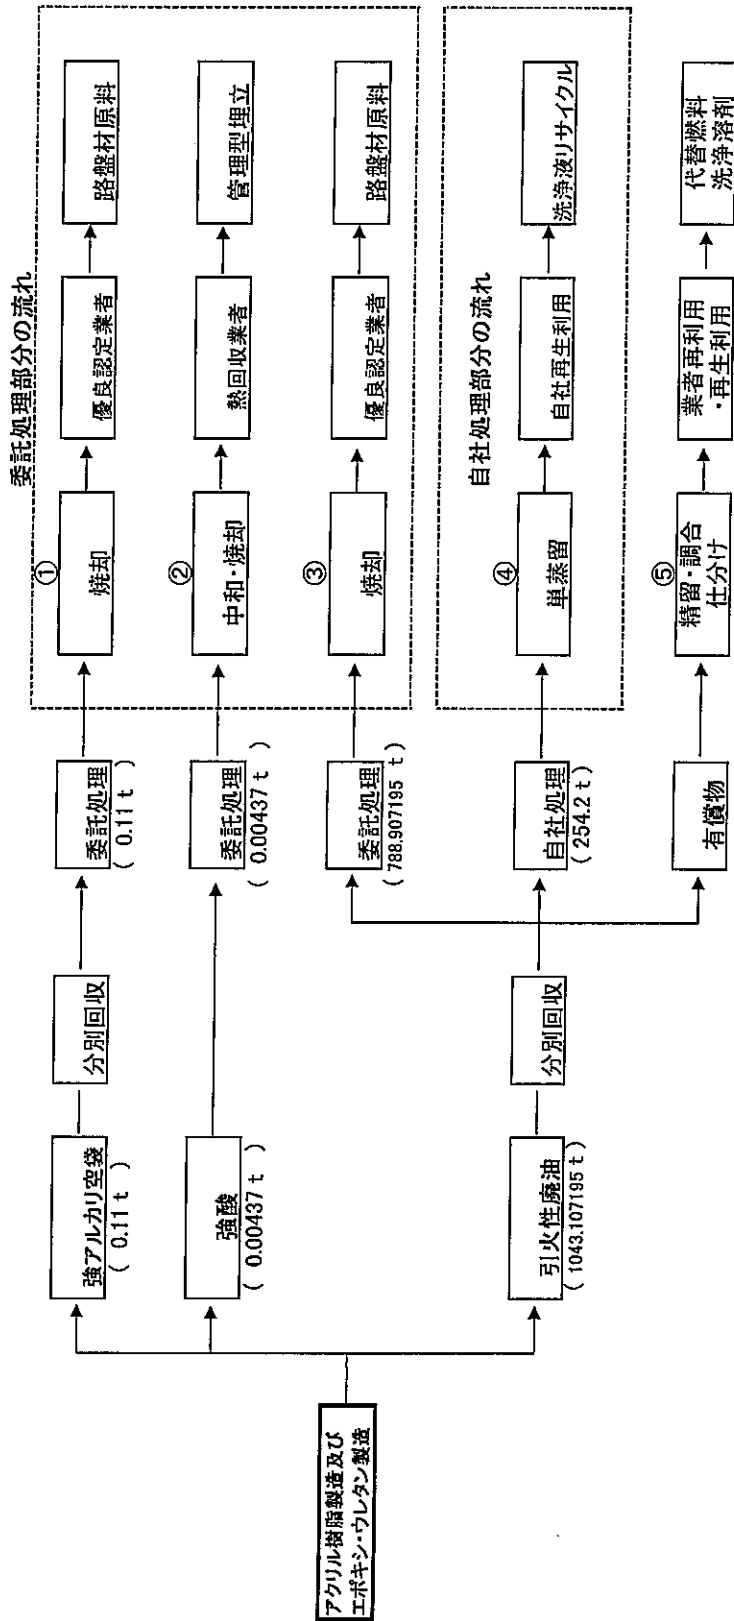 アクリル樹脂製造及び
エポキシ・ウレタン製造
強アルカリ空袋
( 0.11 t )
分別回収
委託処理
( 0.11 t )
強酸
( 0.00437 t )
委託処理
( 0.00437 t )
引火性廃油
( 1043.107195 t )
分別回収
委託処理
( 788.907195 t )
自社処理
( 254.2 t )
有償物
委託処理部分の流れ
①
焼却
優良認定業者
路盤材原料
②
中和・焼却
熱回収業者
管理型埋立
③
焼却
優良認定業者
路盤材原料
自社処理部分の流れ
④
単蒸留
自社再生利用
洗浄液リサイクル
⑤
精留・調合
仕分け
業者再利用
・再生利用
代替燃料
洗浄溶剤